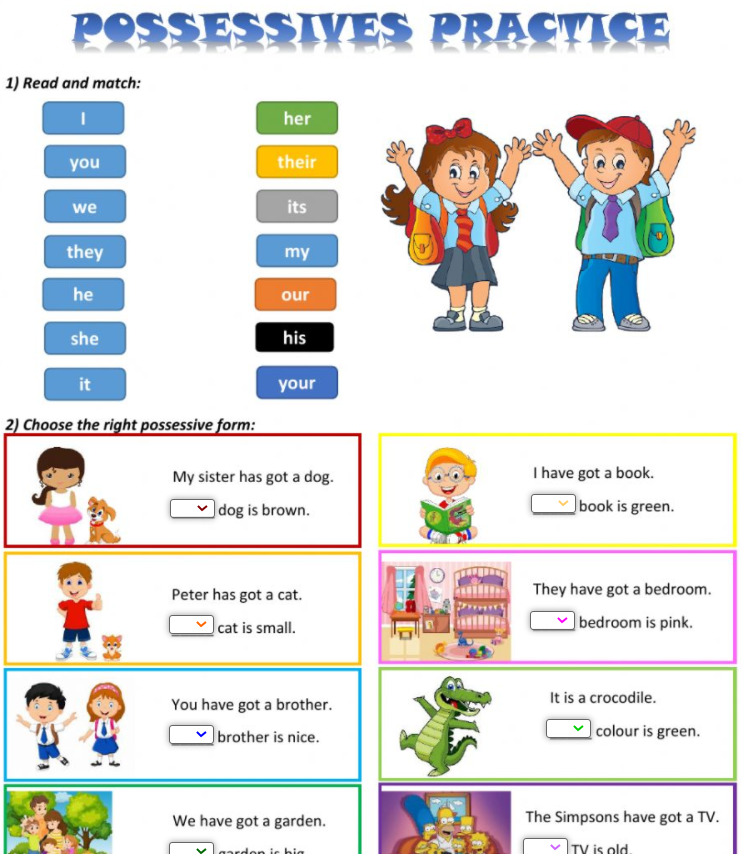 POSSESSIVES PRACTICE
1) Read and match:
I
her
you
their
we
its
they
my
he
our
she
his
it
your
2) Choose the right possessive form:
My sister has got a dog.
dog is brown.
I have got a book.
book is green.
Peter has got a cat.
cat is small.
They have got a bedroom.
bedroom is pink.
You have got a brother.
brother is nice.
It is a crocodile.
colour is green.
We have got a garden.
garden is big.
The Simpsons have got a TV.
TV is old.